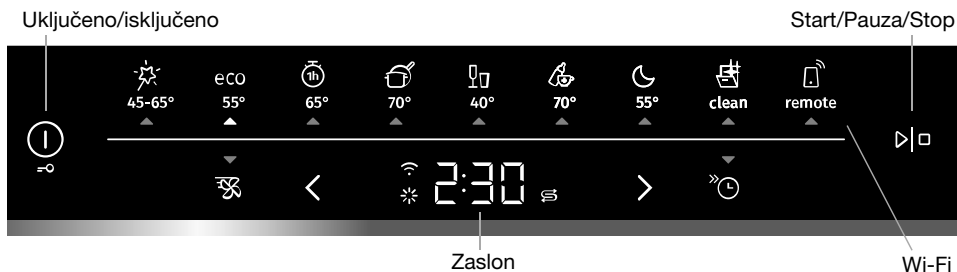 Uključeno/isključeno Start/Pauza/Stop
eco 1h
45-65° 55° 65° 70° 40° 70° 55° clean remote
2:30
Zaslon Wi-Fi